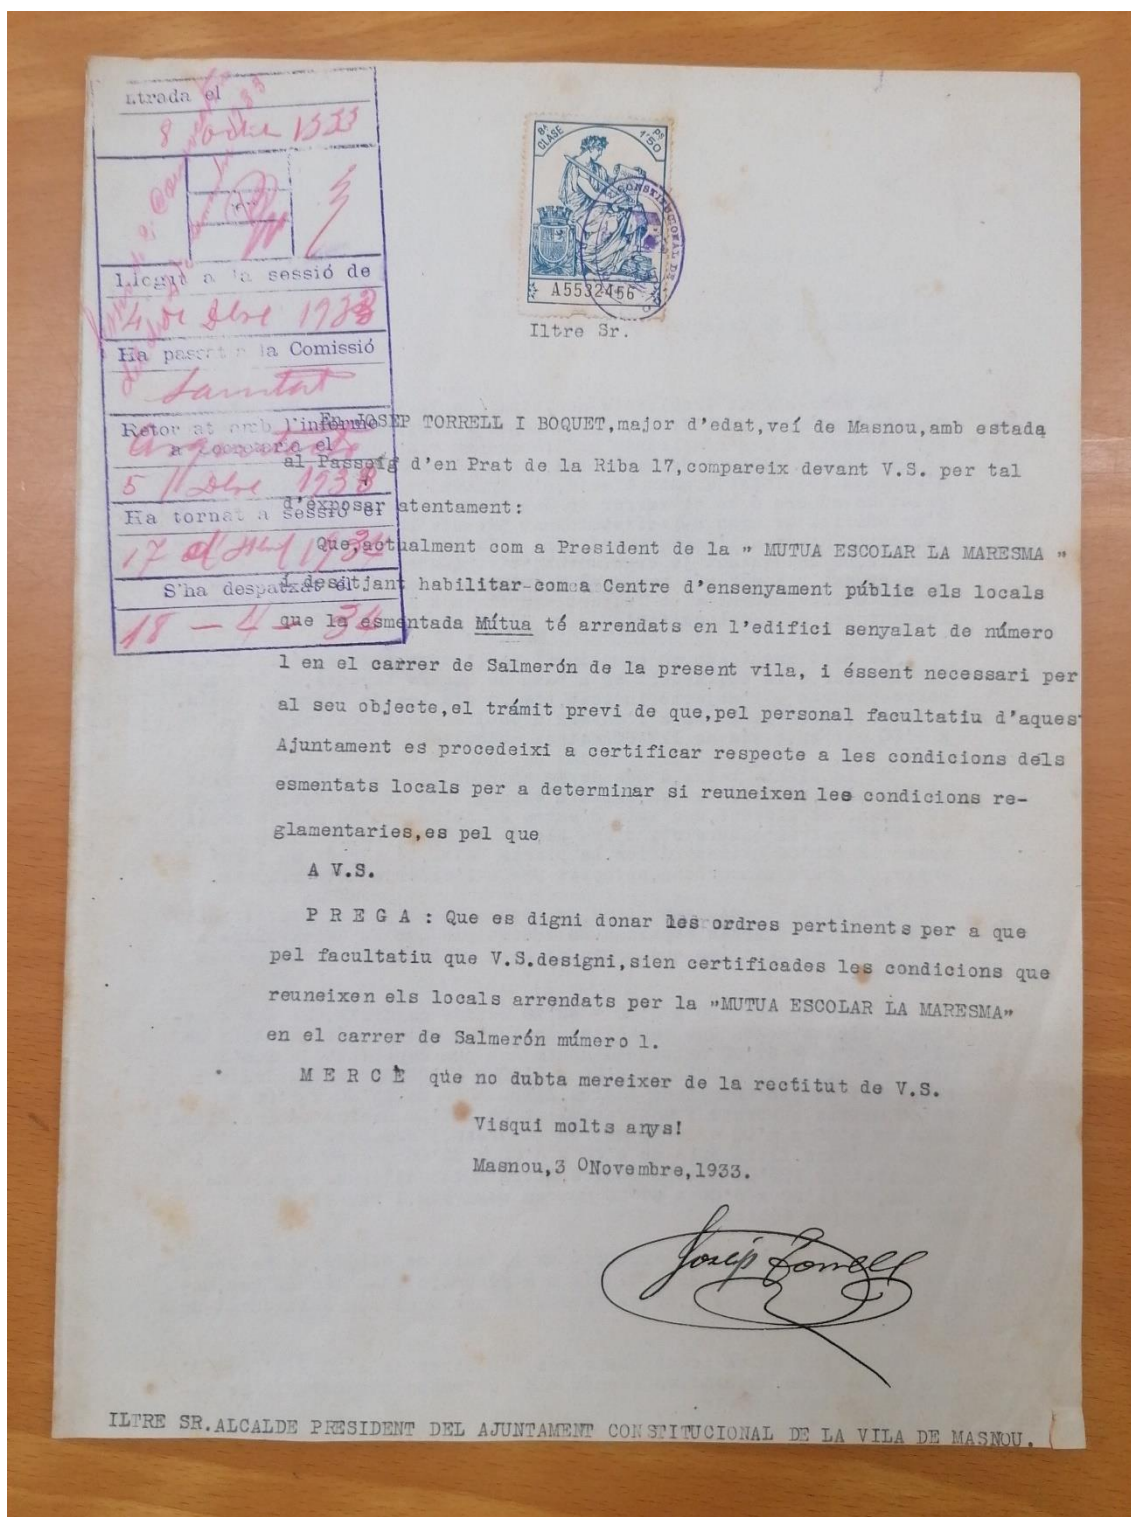 ntrada el
8 1933
Llegit a la sessió de
4 de Dbre 1933
Ha passat a la Comissió
Sanitat
Retornat amb l'informe
a Secretaria el
5 Dbre 1933
Ha tornat a sessió el
17 1934
S'ha despatxat el
18 - 4 - 34
8ª CLASE
Ps 1'50
CONSTITUCIONAL DE
A5532456
Iltre Sr.
En JOSEP TORRELL I BOQUET,major d'edat,veí de Masnou,amb estada
al Passeig d'en Prat de la Riba 17,compareix devant V.S. per tal
d'exposar atentament:
Que,actualment com a President de la " MUTUA ESCOLAR LA MARESMA "
i desitjant habilitar-com a Centre d'ensenyament públic els locals
que la esmentada Mútua té arrendats en l'edifici senyalat de número
1 en el carrer de Salmerón de la present vila, i éssent necessari per
al seu objecte,el trámit previ de que,pel personal facultatiu d'aques
Ajuntament es procedeixi a certificar respecte a les condicions dels
esmentats locals per a determinar si reuneixen les condicions re-
glamentaries,es pel que
A V.S.
P R E G A : Que es digni donar les ordres pertinents per a que
pel facultatiu que V.S.designi,sien certificades les condicions que
reuneixen els locals arrendats per la "MUTUA ESCOLAR LA MARESMA"
en el carrer de Salmerón múmero 1.
M E R C È que no dubta mereixer de la rectitut de V.S.
Visqui molts anys!
Masnou,3 0Novembre,1933.
Josép Torrell
ILTRE SR.ALCALDE PRESIDENT DEL AJUNTAMENT CONSTITUCIONAL DE LA VILA DE MASNOU.